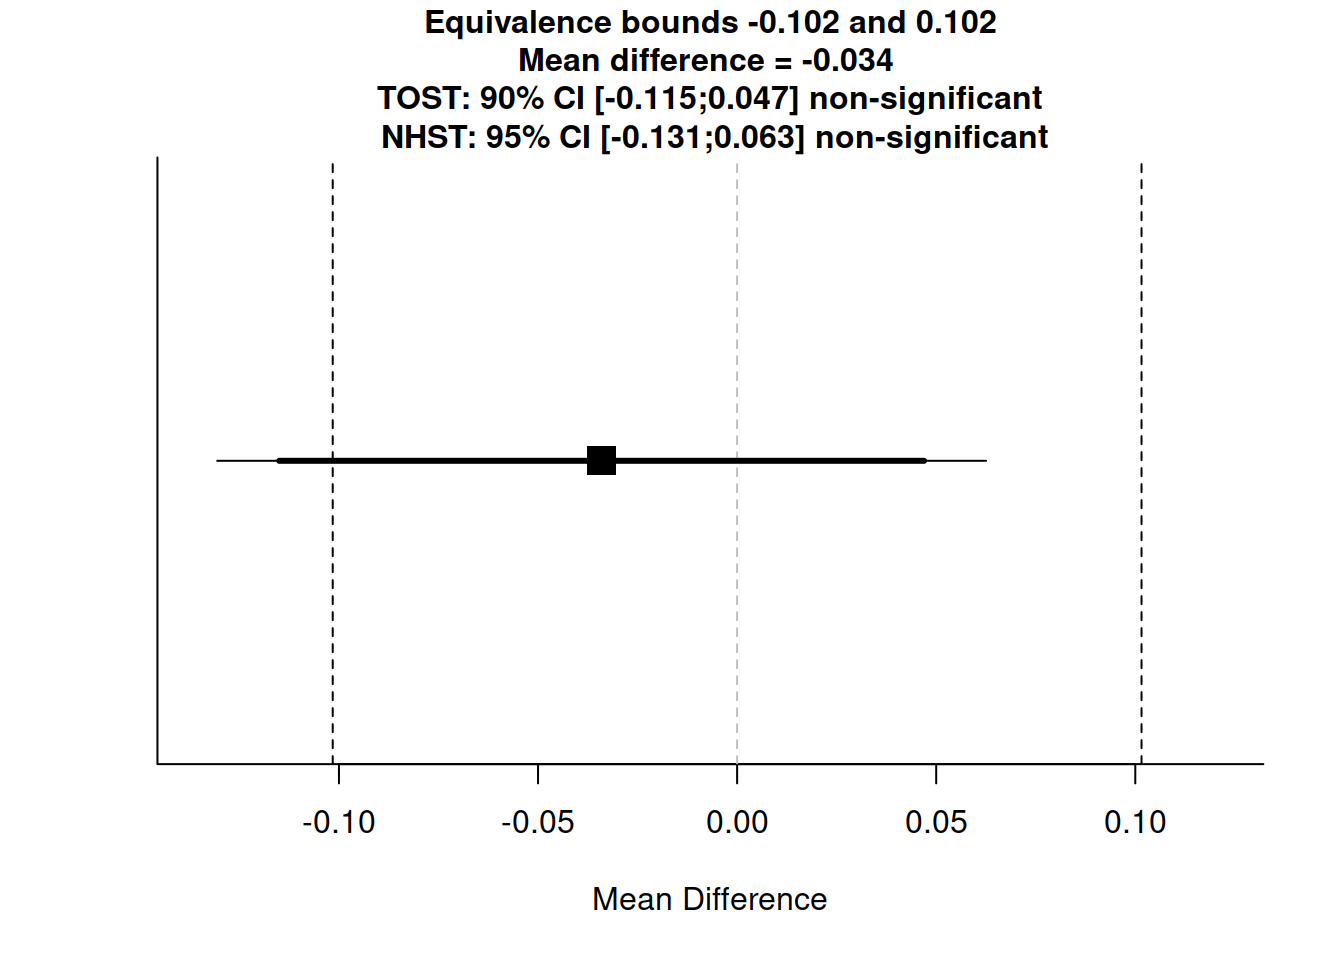 Equivalence bounds -0.102 and 0.102
Mean difference = -0.034
TOST: 90% CI [-0.115;0.047] non-significant
NHST: 95% CI [-0.131;0.063] non-significant
-0.10 -0.05 0.00 0.05 0.10
Mean Difference